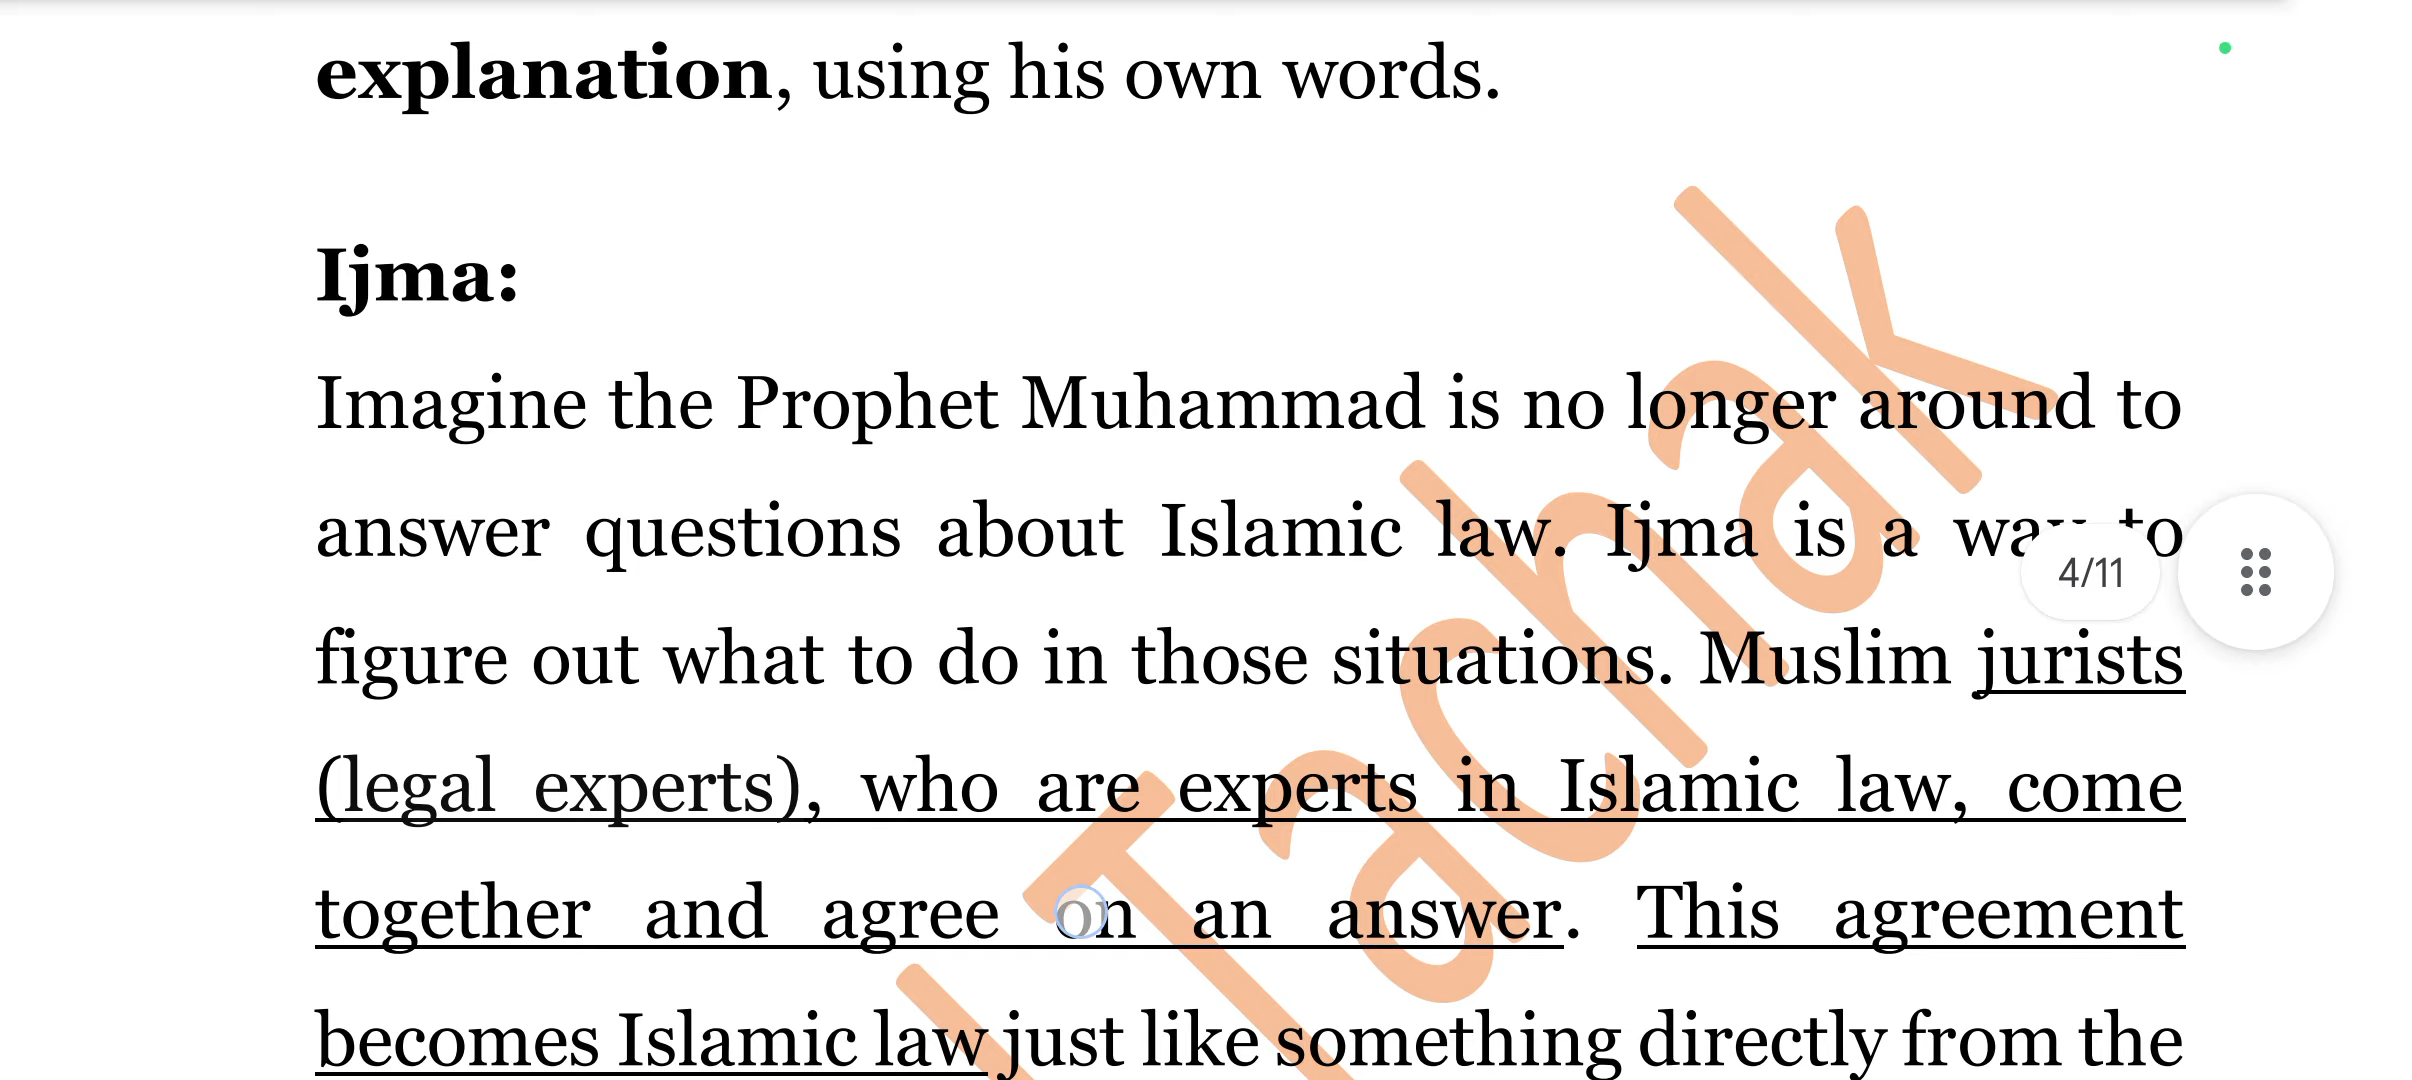 explanation, using his own words.
Ijma:
Imagine the Prophet Muhammad is no longer around to
answer questions about Islamic law. Ijma is a way to
4/11
figure out what to do in those situations. Muslim jurists
(legal experts), who are experts in Islamic law, come
together and agree on an answer. This agreement
becomes Islamic law just like something directly from the
Tachak